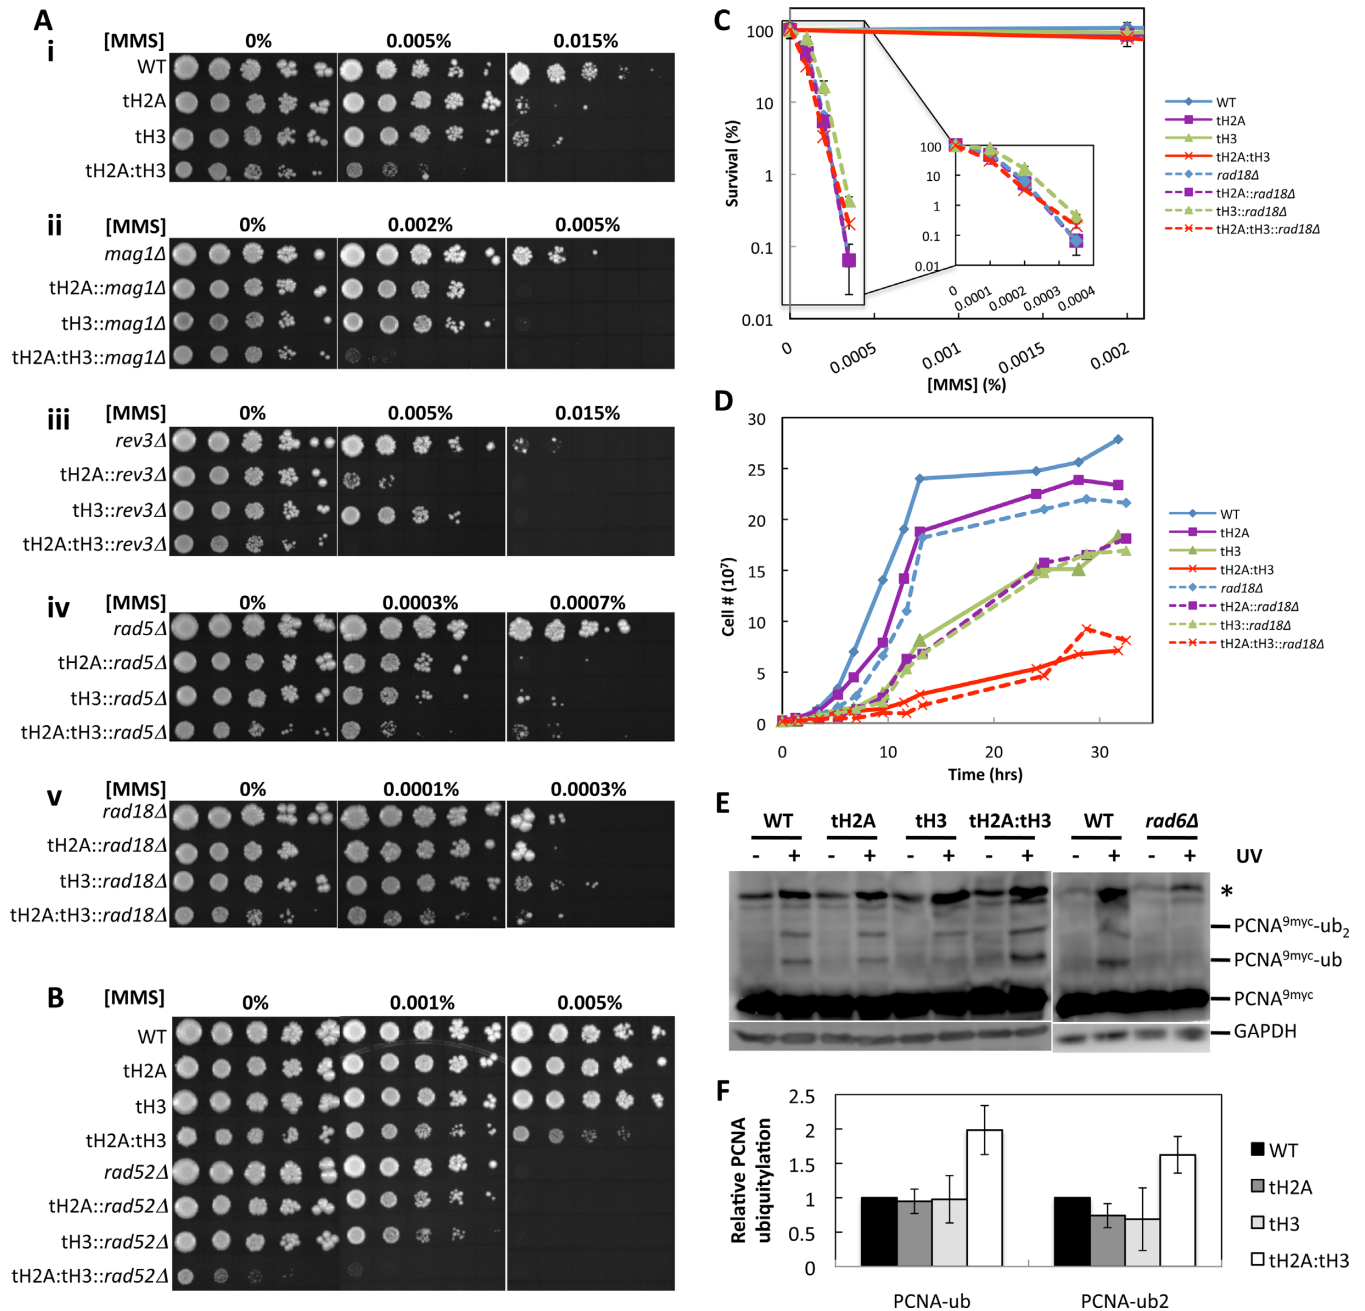 A
i
[MMS] 0% 0.005% 0.015%
WT
tH2A
tH3
tH2A:tH3
ii
[MMS] 0% 0.002% 0.005%
mag1Δ
tH2A::mag1Δ
tH3::mag1Δ
tH2A:tH3::mag1Δ
iii
[MMS] 0% 0.005% 0.015%
rev3Δ
tH2A::rev3Δ
tH3::rev3Δ
tH2A:tH3::rev3Δ
iv
[MMS] 0% 0.0003% 0.0007%
rad5Δ
tH2A::rad5Δ
tH3::rad5Δ
tH2A:tH3::rad5Δ
v
[MMS] 0% 0.0001% 0.0003%
rad18Δ
tH2A::rad18Δ
tH3::rad18Δ
tH2A:tH3::rad18Δ
B
[MMS] 0% 0.001% 0.005%
WT
tH2A
tH3
tH2A:tH3
rad52Δ
tH2A::rad52Δ
tH3::rad52Δ
tH2A:tH3::rad52Δ
C
Survival (%)
100
10
1
0.1
0.01
0 0.0005 0.001 0.0015 0.002
[MMS] (%)
100
10
1
0.1
0.01
0 0.0001 0.0002 0.0003 0.0004
WT
tH2A
tH3
tH2A:tH3
rad18Δ
tH2A::rad18Δ
tH3::rad18Δ
tH2A:tH3::rad18Δ
D
Cell # (10⁷)
30
25
20
15
10
5
0
0 10 20 30
Time (hrs)
WT
tH2A
tH3
tH2A:tH3
rad18Δ
tH2A::rad18Δ
tH3::rad18Δ
tH2A:tH3::rad18Δ
E
WT tH2A tH3 tH2A:tH3 WT rad6Δ
- + - + - + - + - + - + UV
*
PCNA⁹ᵐʸᶜ-ub₂
PCNA⁹ᵐʸᶜ-ub
PCNA⁹ᵐʸᶜ
GAPDH
F
Relative PCNA
ubiquitylation
2.5
2
1.5
1
0.5
0
PCNA-ub PCNA-ub2
WT
tH2A
tH3
tH2A:tH3